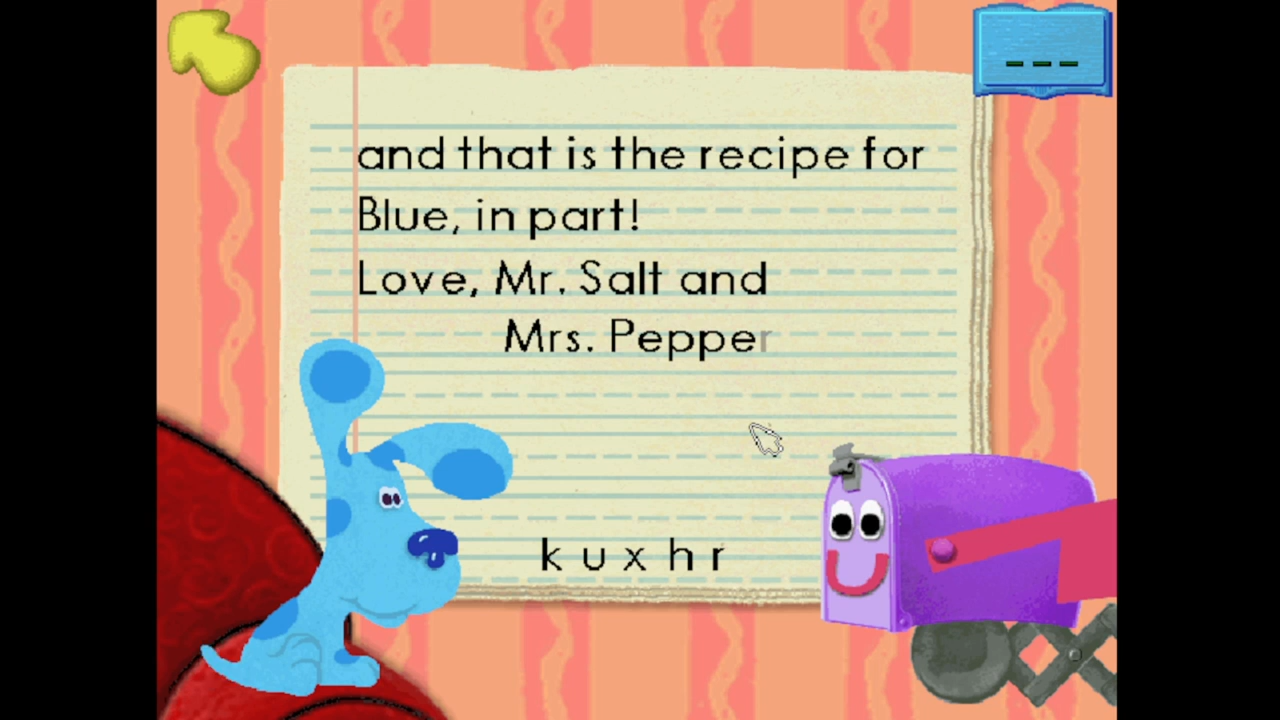 and that is the recipe for
Blue, in part!
Love, Mr. Salt and
Mrs. Pepper
k u x h r